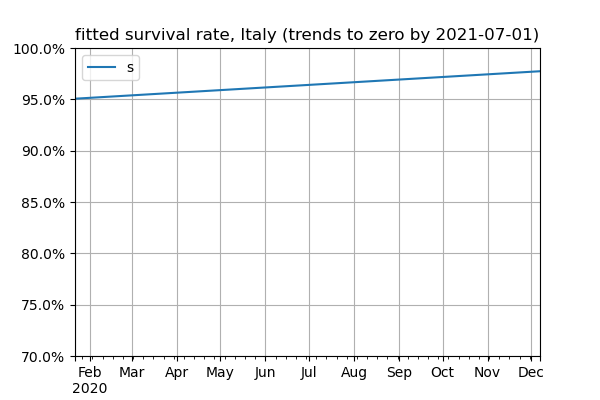 fitted survival rate, Italy (trends to zero by 2021-07-01)
s
100.0%
95.0%
90.0%
85.0%
80.0%
75.0%
70.0%
Feb Mar Apr May Jun Jul Aug Sep Oct Nov Dec
2020